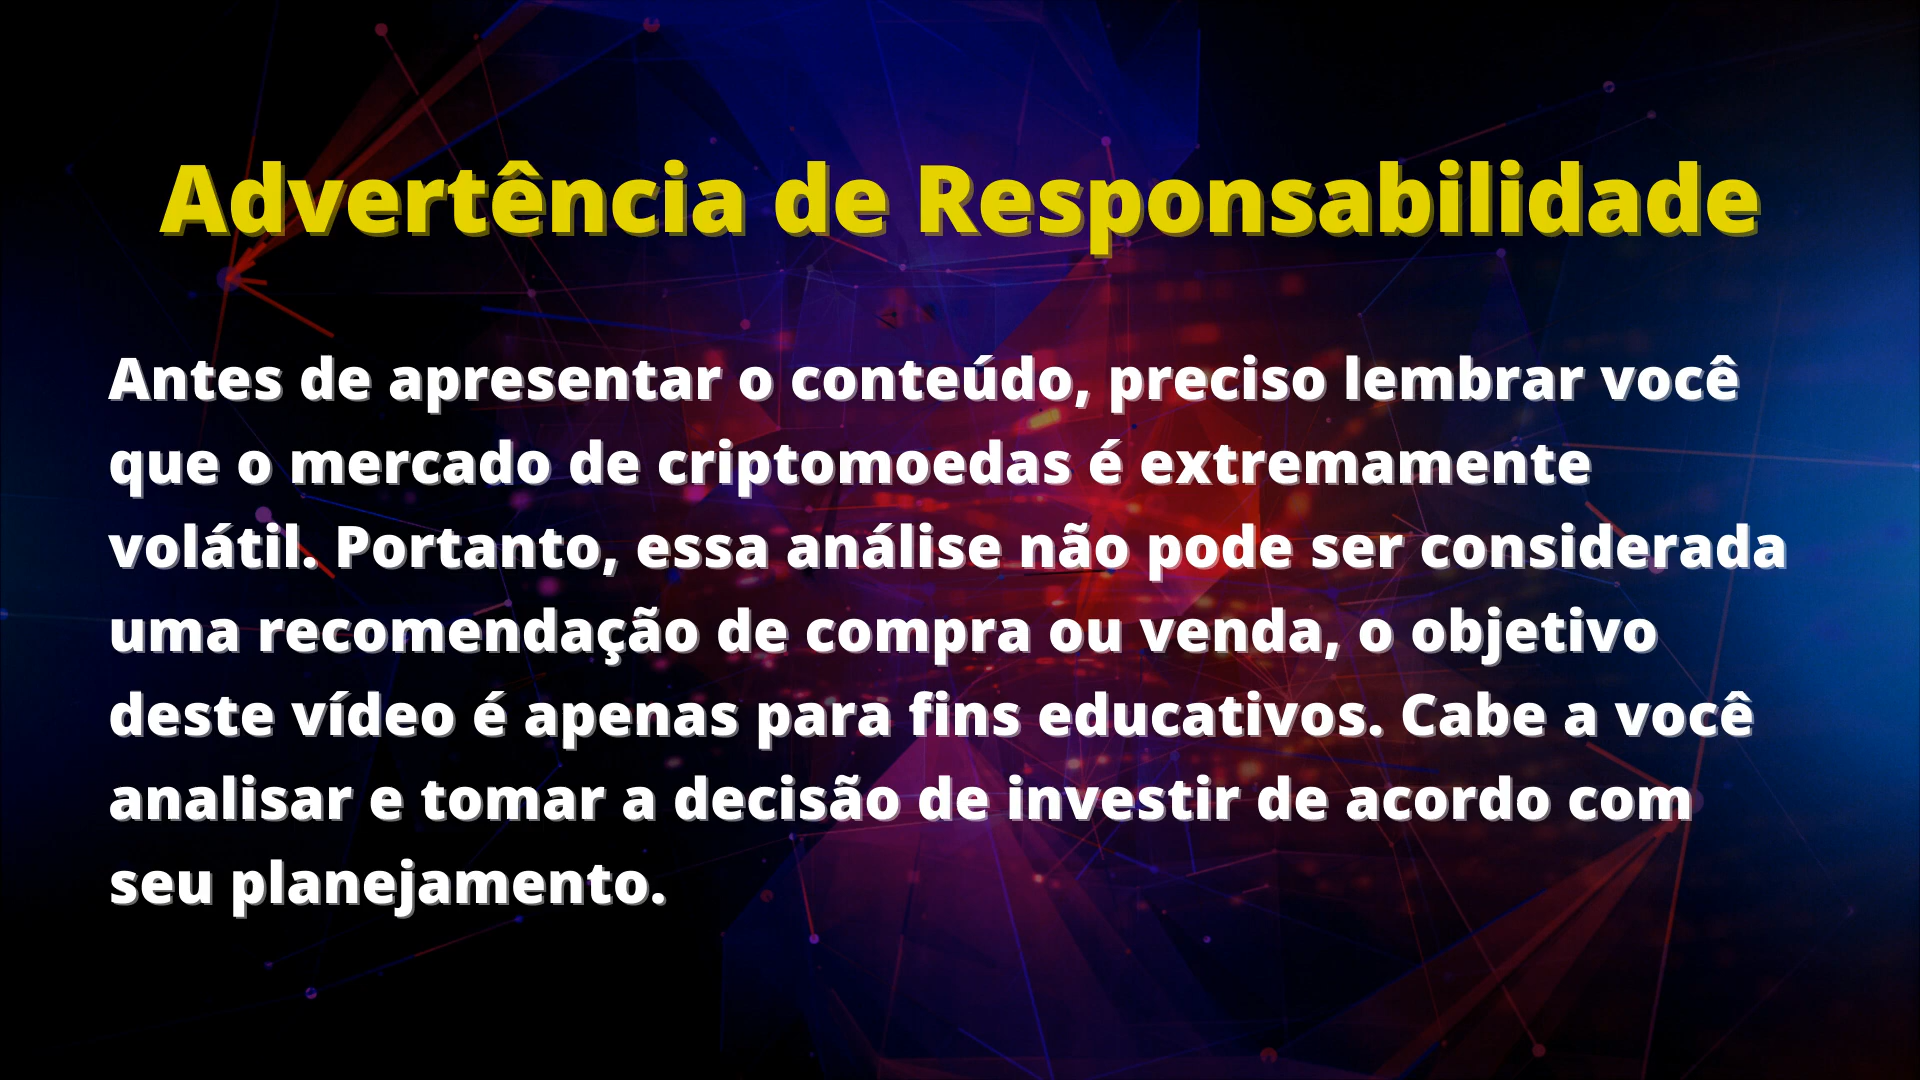 Advertência de Responsabilidade
Antes de apresentar o conteúdo, preciso lembrar você
que o mercado de criptomoedas é extremamente
volátil. Portanto, essa análise não pode ser considerada
uma recomendação de compra ou venda, o objetivo
deste vídeo é apenas para fins educativos. Cabe a você
analisar e tomar a decisão de investir de acordo com
seu planejamento.